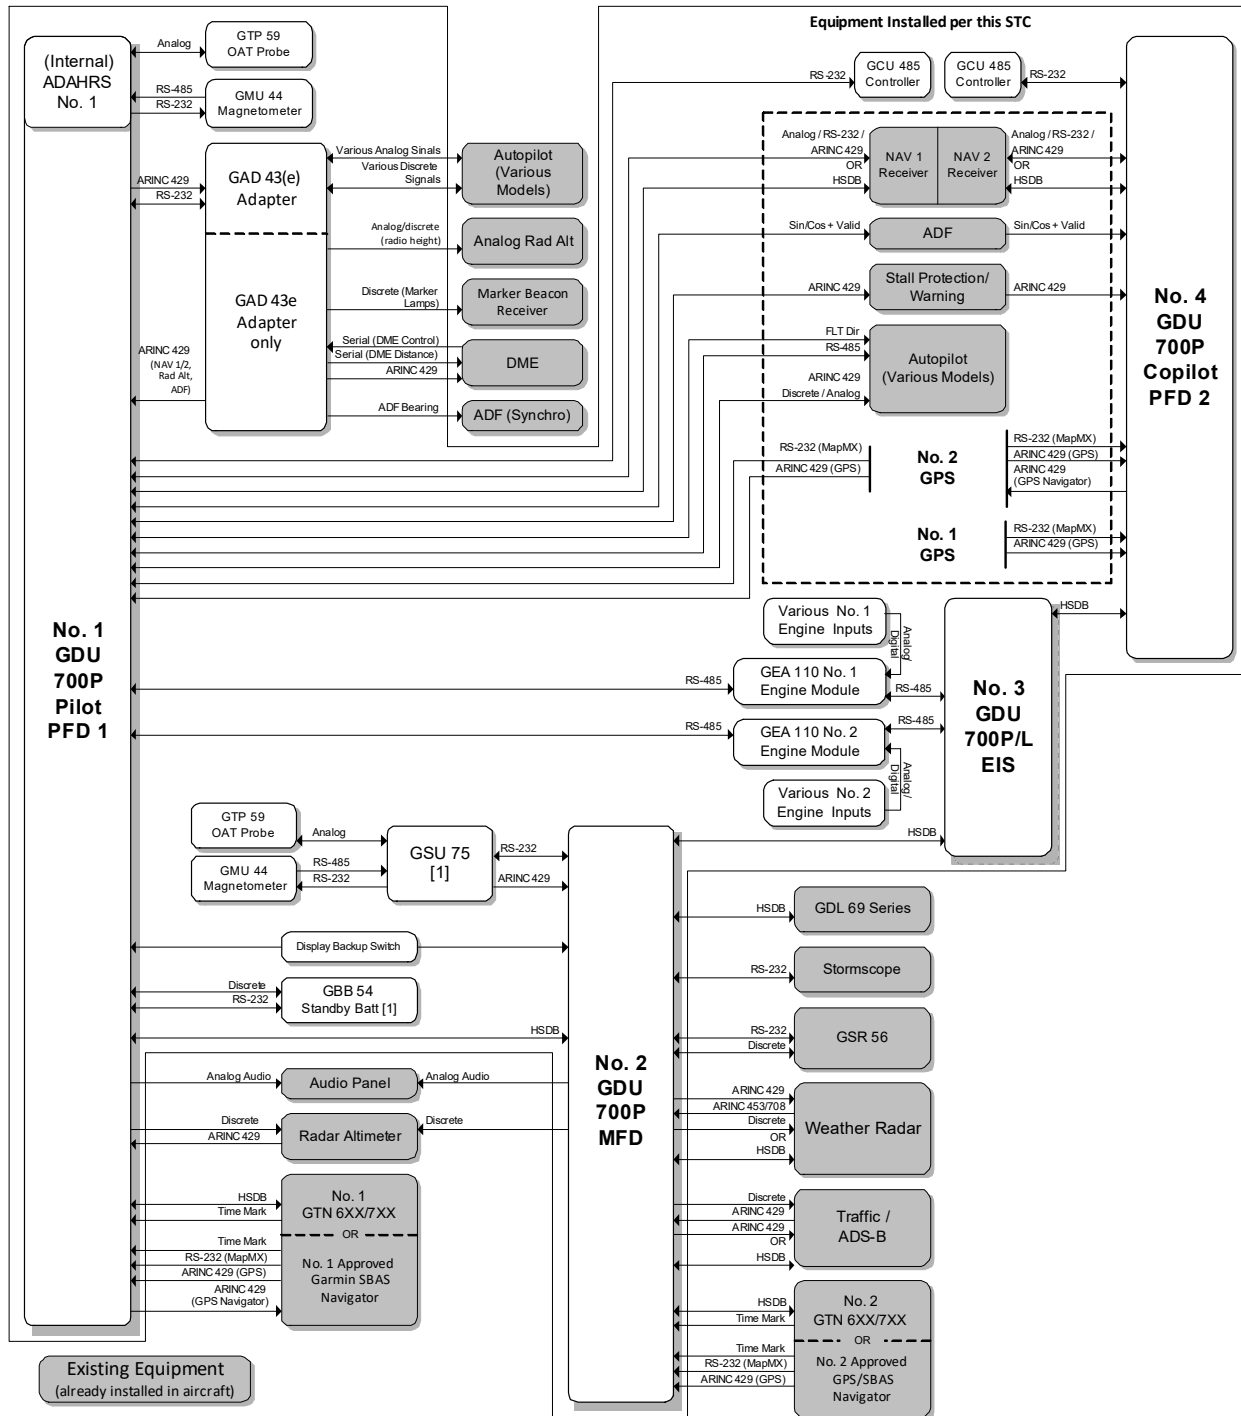 Equipment Installed per this STC
(Internal)
ADAHRS
No. 1
Analog
GTP 59
OAT Probe
RS-485
RS-232
GMU 44
Magnetometer
ARINC 429
RS-232
GAD 43(e)
Adapter
Various Analog Sinals
Various Discrete
Signals
Autopilot
(Various
Models)
GAD 43e
Adapter
only
Analog/discrete
(radio height)
Analog Rad Alt
Discrete (Marker
Lamps)
Marker Beacon
Receiver
Serial (DME Control)
Serial (DME Distance)
ARINC 429
DME
ARINC 429
(NAV 1/2,
Rad Alt,
ADF)
ADF Bearing
ADF (Synchro)
RS-232
GCU 485
Controller
GCU 485
Controller
RS-232
Analog / RS-232 /
ARINC 429
OR
HSDB
NAV 1
Receiver
NAV 2
Receiver
Analog / RS-232 /
ARINC 429
OR
HSDB
Sin/Cos + Valid
ADF
Sin/Cos + Valid
ARINC 429
Stall Protection/
Warning
ARINC 429
FLT Dir
RS-485
ARINC 429
Discrete / Analog
Autopilot
(Various Models)
RS-232 (MapMX)
ARINC 429 (GPS)
No. 2
GPS
RS-232 (MapMX)
ARINC 429 (GPS)
ARINC 429
(GPS Navigator)
No. 1
GPS
RS-232 (MapMX)
ARINC 429 (GPS)
No. 4
GDU
700P
Copilot
PFD 2
No. 1
GDU
700P
Pilot
PFD 1
HSDB
Various No. 1
Engine Inputs
Analog/
Digital
RS-485
GEA 110 No. 1
Engine Module
RS-485
RS-485
GEA 110 No. 2
Engine Module
RS-485
Analog/
Digital
Various No. 2
Engine Inputs
No. 3
GDU
700P/L
EIS
HSDB
GTP 59
OAT Probe
Analog
GMU 44
Magnetometer
RS-485
RS-232
GSU 75
[1]
RS-232
ARINC 429
Display Backup Switch
Discrete
RS-232
GBB 54
Standby Batt [1]
HSDB
No. 2
GDU
700P
MFD
Analog Audio
Audio Panel
Analog Audio
Discrete
ARINC 429
Radar Altimeter
Discrete
HSDB
Time Mark
No. 1
GTN 6XX/7XX
OR
Time Mark
RS-232 (MapMX)
ARINC 429 (GPS)
ARINC 429
(GPS Navigator)
No. 1 Approved
Garmin SBAS
Navigator
HSDB
GDL 69 Series
RS-232
Stormscope
RS-232
Discrete
GSR 56
ARINC 429
ARINC 453/708
Discrete
OR
HSDB
Weather Radar
Discrete
ARINC 429
ARINC 429
OR
HSDB
Traffic /
ADS-B
HSDB
Time Mark
No. 2
GTN 6XX/7XX
OR
Time Mark
RS-232 (MapMX)
ARINC 429 (GPS)
No. 2 Approved
GPS/SBAS
Navigator
Existing Equipment
(already installed in aircraft)